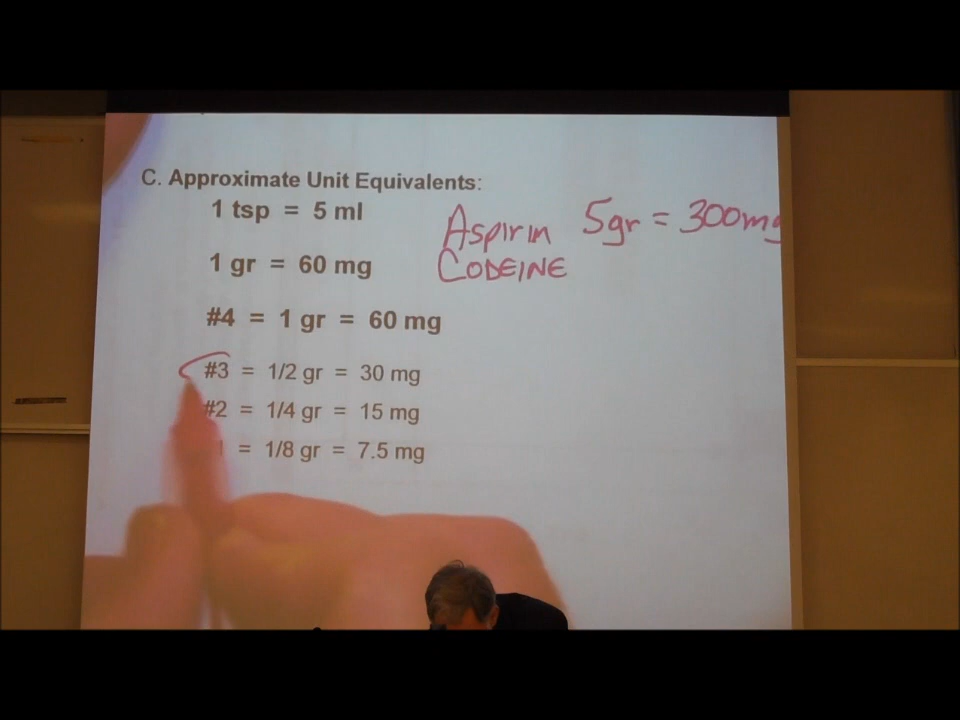 C. Approximate Unit Equivalents:
1 tsp = 5 ml
Aspirin 5gr = 300mg
1 gr = 60 mg
CODEINE
#4 = 1 gr = 60 mg
#3 = 1/2 gr = 30 mg
#2 = 1/4 gr = 15 mg
= 1/8 gr = 7.5 mg